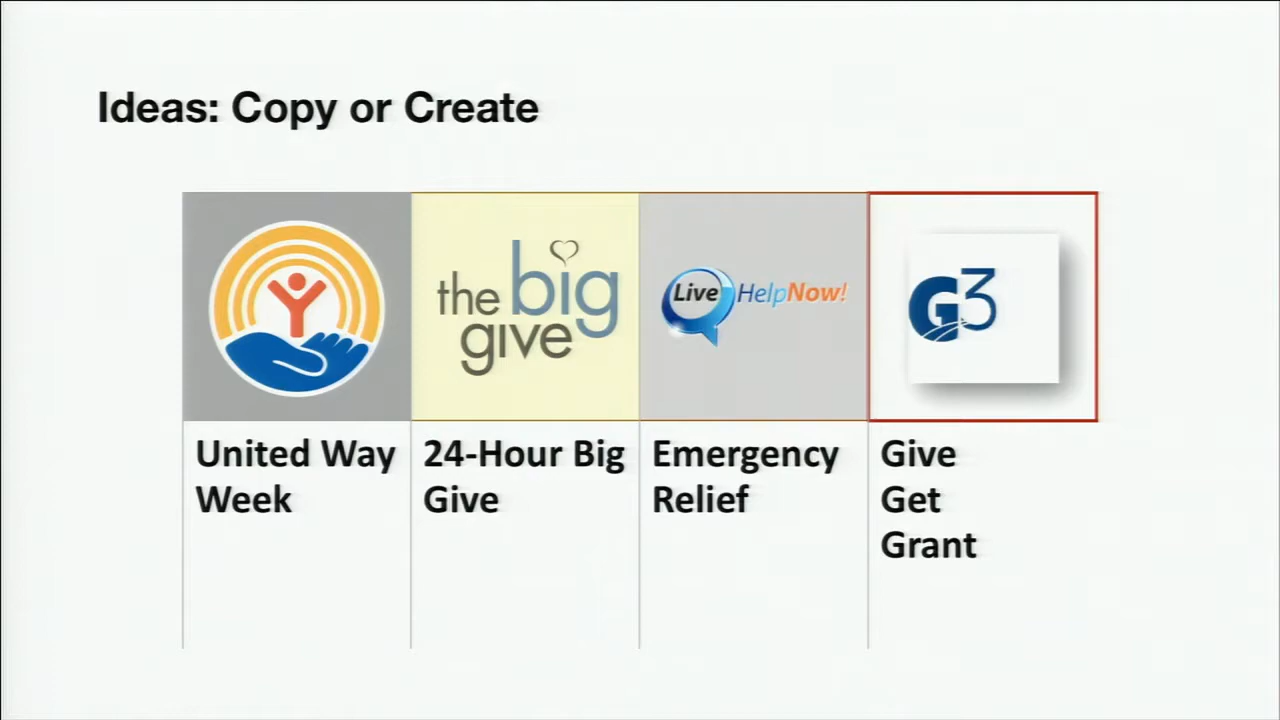 Ideas: Copy or Create
the big
give
Live HelpNow!
G3
United Way
Week
24-Hour Big
Give
Emergency
Relief
Give
Get
Grant